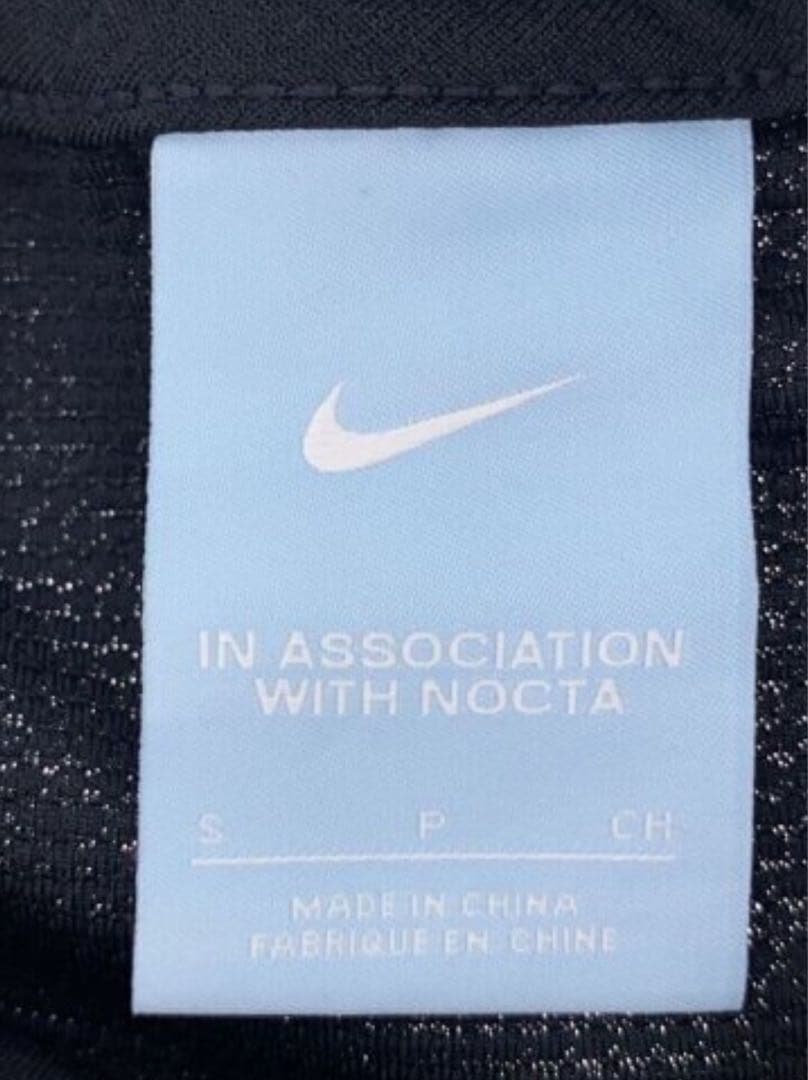 IN ASSOCIATION
WITH NOCTA
S P CH
MADE IN CHINA
FABRIQUE EN CHINE